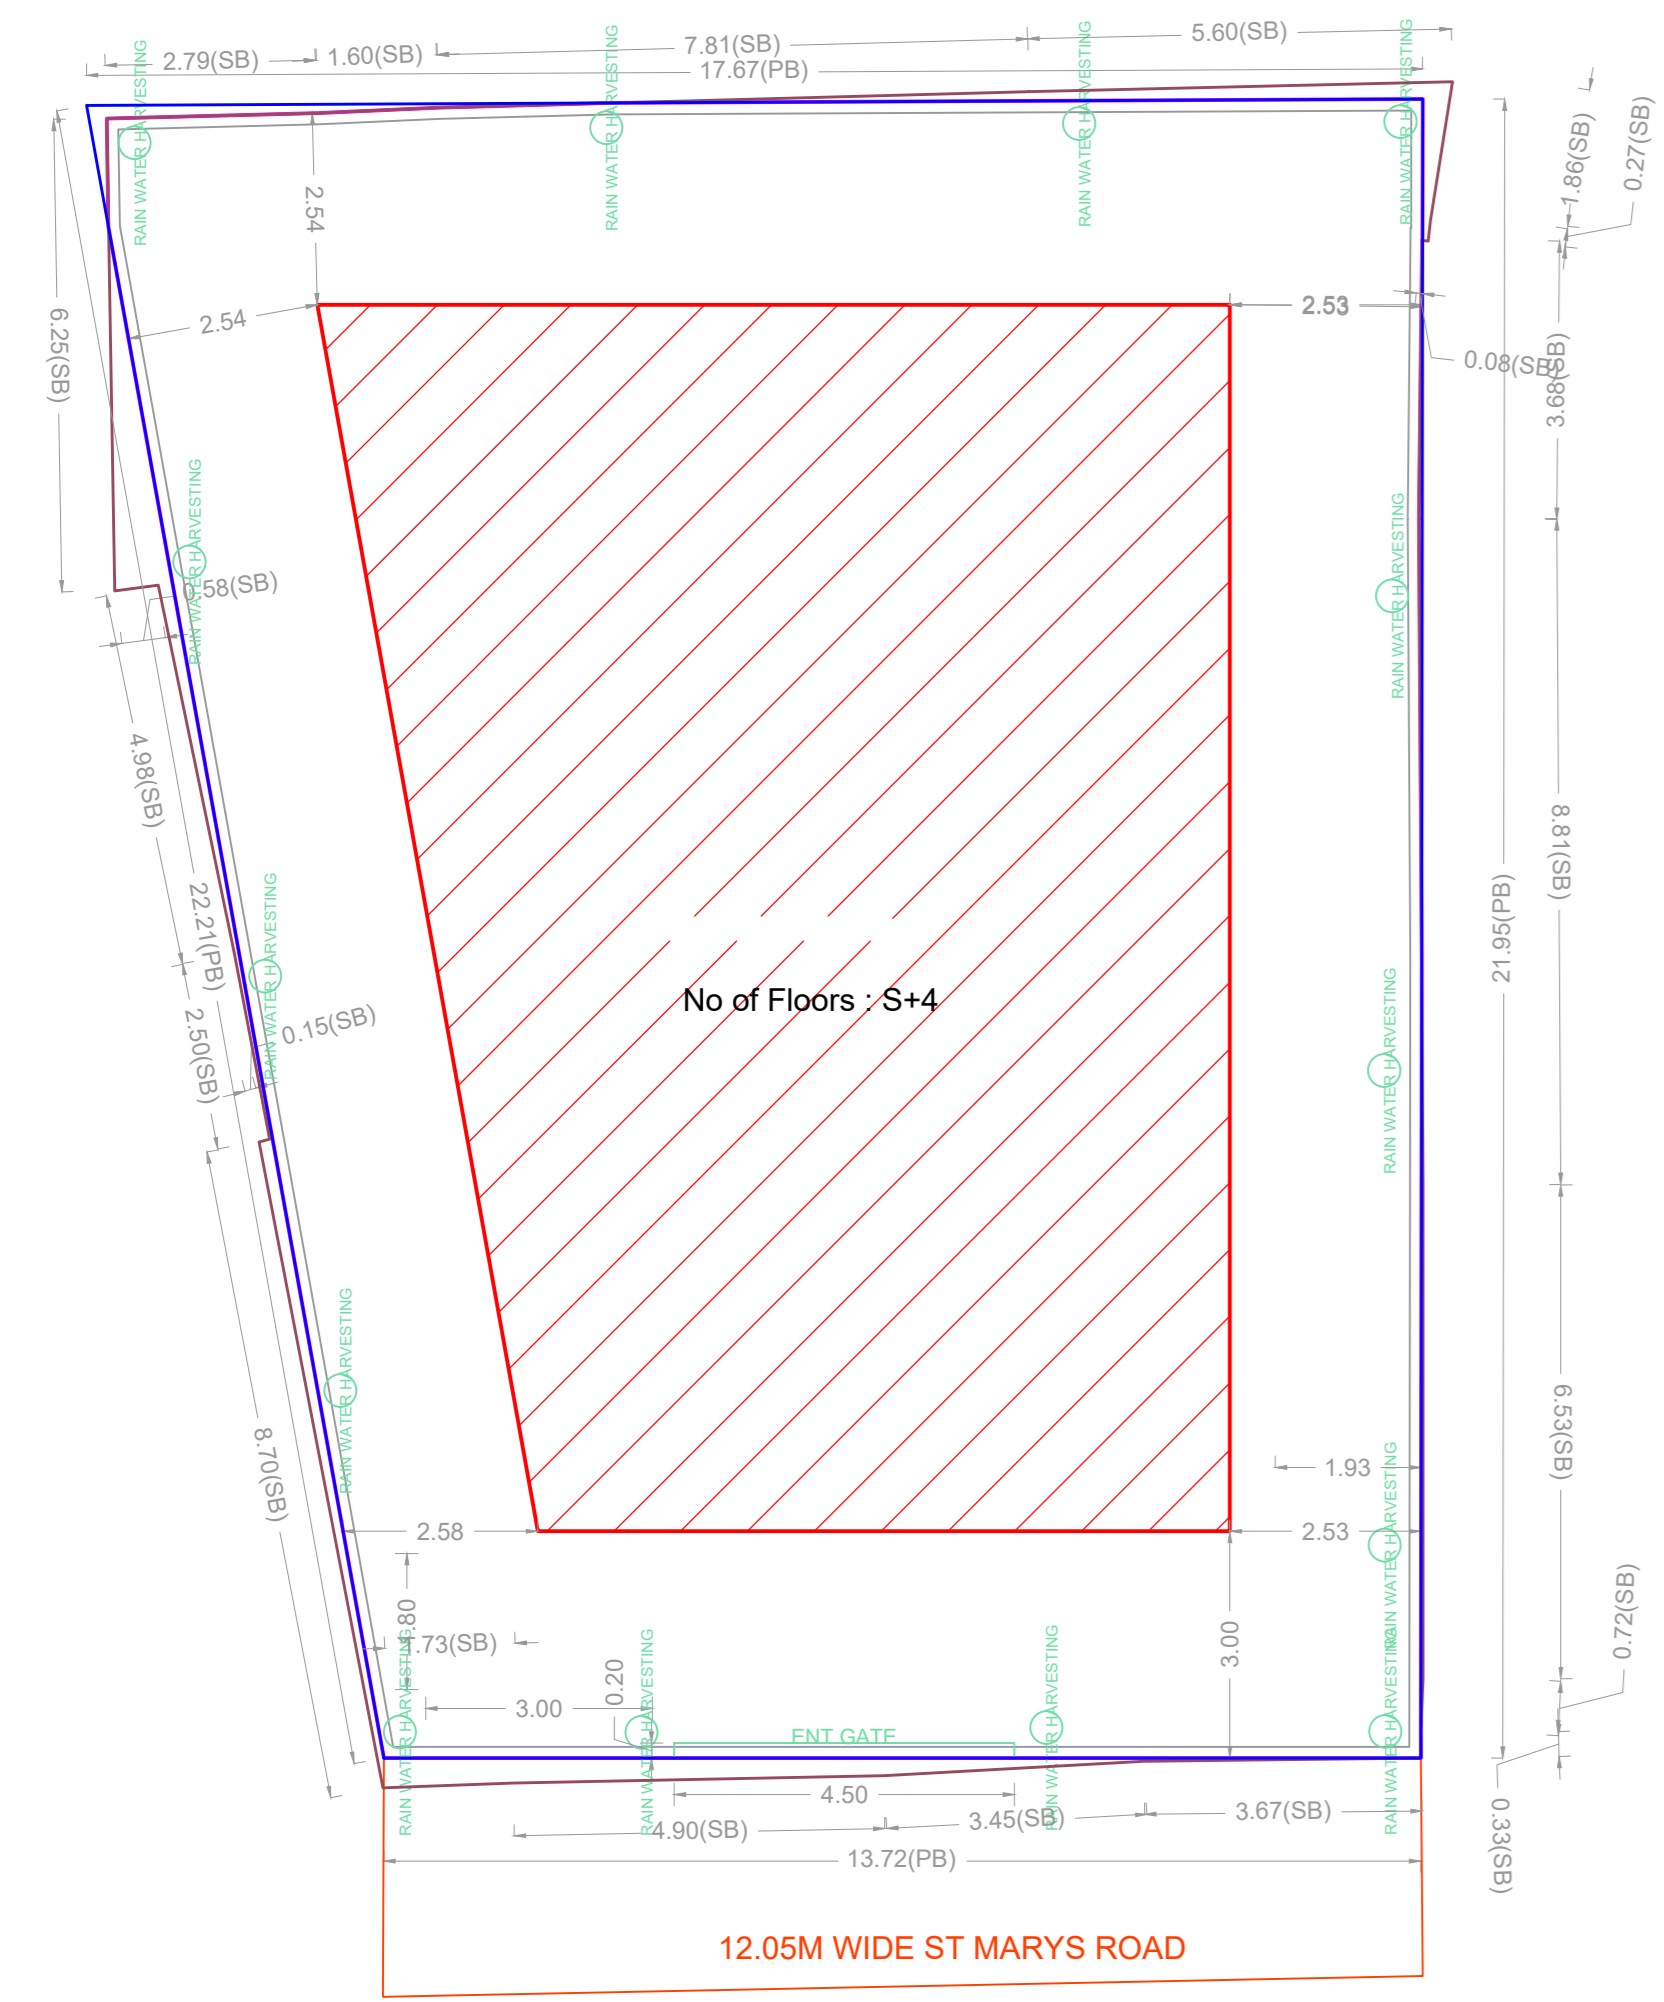 2.79(SB)
1.60(SB)
7.81(SB)
5.60(SB)
17.67(PB)
RAIN WATER HARVESTING
RAIN WATER HARVESTING
RAIN WATER HARVESTING
RAIN WATER HARVESTING
1.86(SB)
0.27(SB)
2.54
2.54
2.53
6.25(SB)
0.08(SB)
3.68(SB)
RAIN WATER HARVESTING
0.58(SB)
RAIN WATER HARVESTING
4.98(SB)
22.21(PB)
21.95(PB)
8.81(SB)
RAIN WATER HARVESTING
No of Floors : S+4
2.50(SB)
0.15(SB)
RAIN WATER HARVESTING
RAIN WATER HARVESTING
8.70(SB)
6.53(SB)
1.93
2.58
2.53
RAIN WATER HARVESTING
1.73(SB)
3.00
0.72(SB)
0.20
3.00
RAIN WATER HARVESTING
RAIN WATER HARVESTING
RAIN WATER HARVESTING
RAIN WATER HARVESTING
ENT GATE
4.50
4.90(SB)
3.45(SB)
3.67(SB)
0.33(SB)
13.72(PB)
12.05M WIDE ST MARYS ROAD